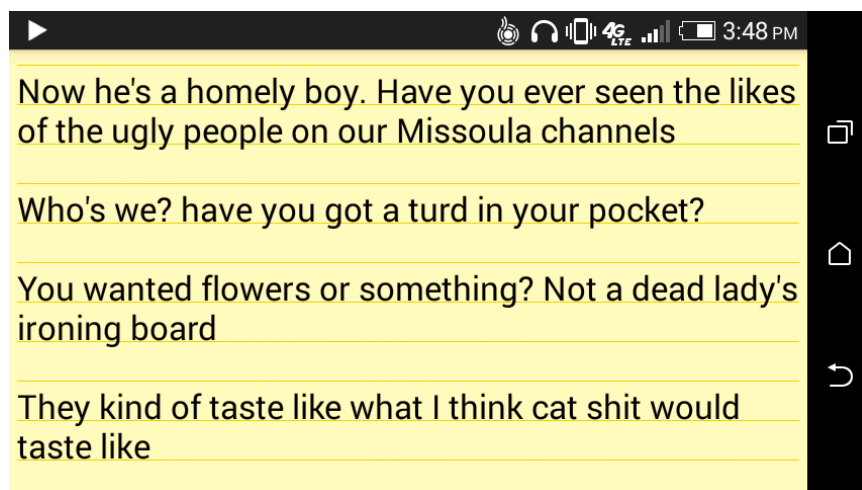 4G LTE 3:48 PM
Now he's a homely boy. Have you ever seen the likes
of the ugly people on our Missoula channels
Who's we? have you got a turd in your pocket?
You wanted flowers or something? Not a dead lady's
ironing board
They kind of taste like what I think cat shit would
taste like